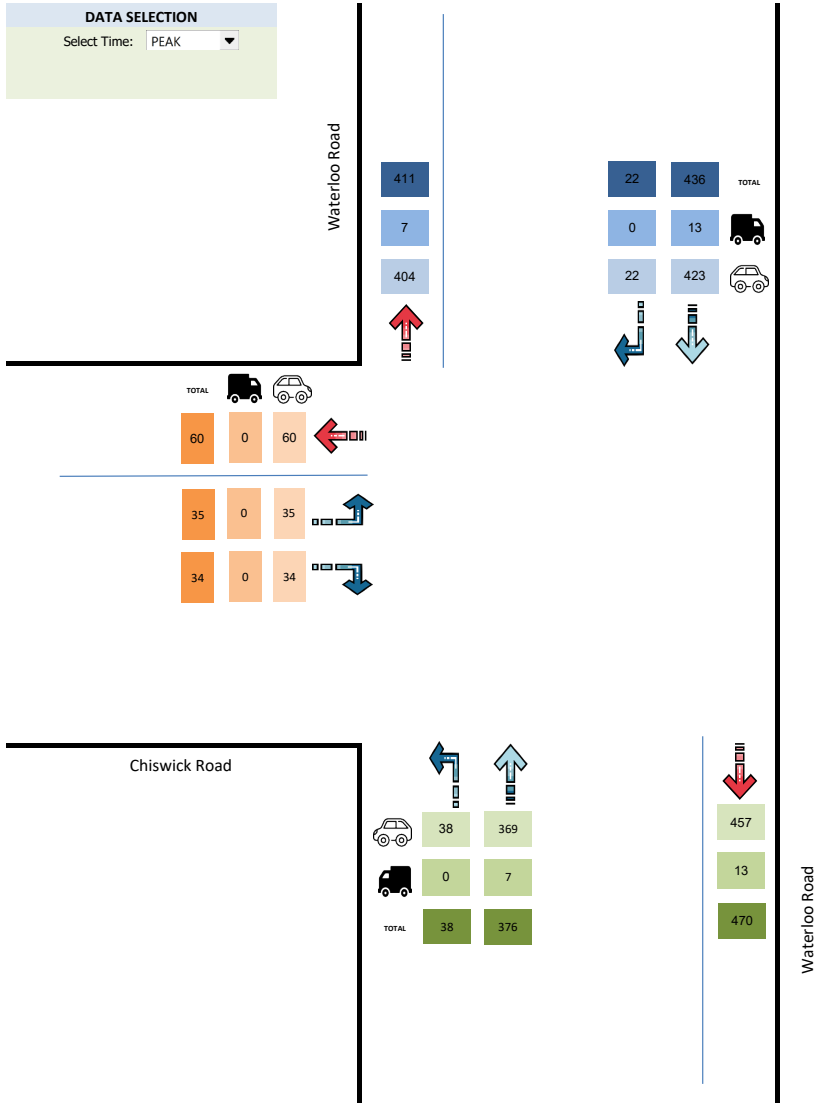 DATA SELECTION
Select Time: PEAK
Waterloo Road
411
22 436 TOTAL
7
0 13
404
22 423
TOTAL
60 0 60
35 0 35
34 0 34
Chiswick Road
38 369
457
0 7
13
TOTAL 38 376
470
Waterloo Road